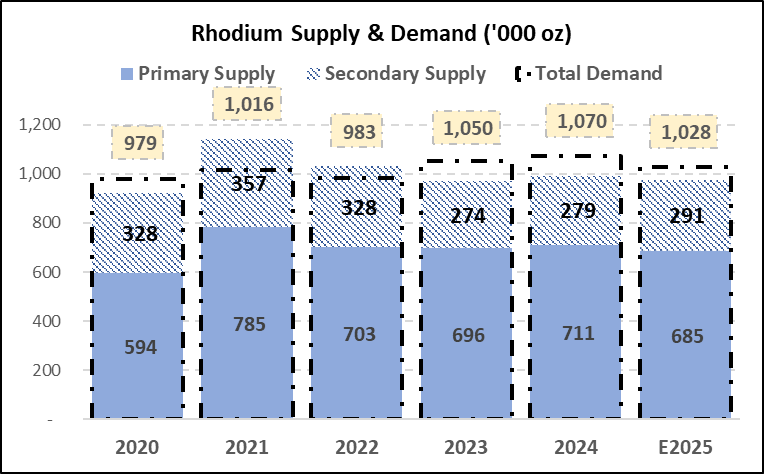 Rhodium Supply & Demand ('000 oz)
Primary Supply Secondary Supply Total Demand
1,200
1,000
800
600
400
200
-
979 1,016 983 1,050 1,070 1,028
328 357 328 274 279 291
594 785 703 696 711 685
2020 2021 2022 2023 2024 E2025